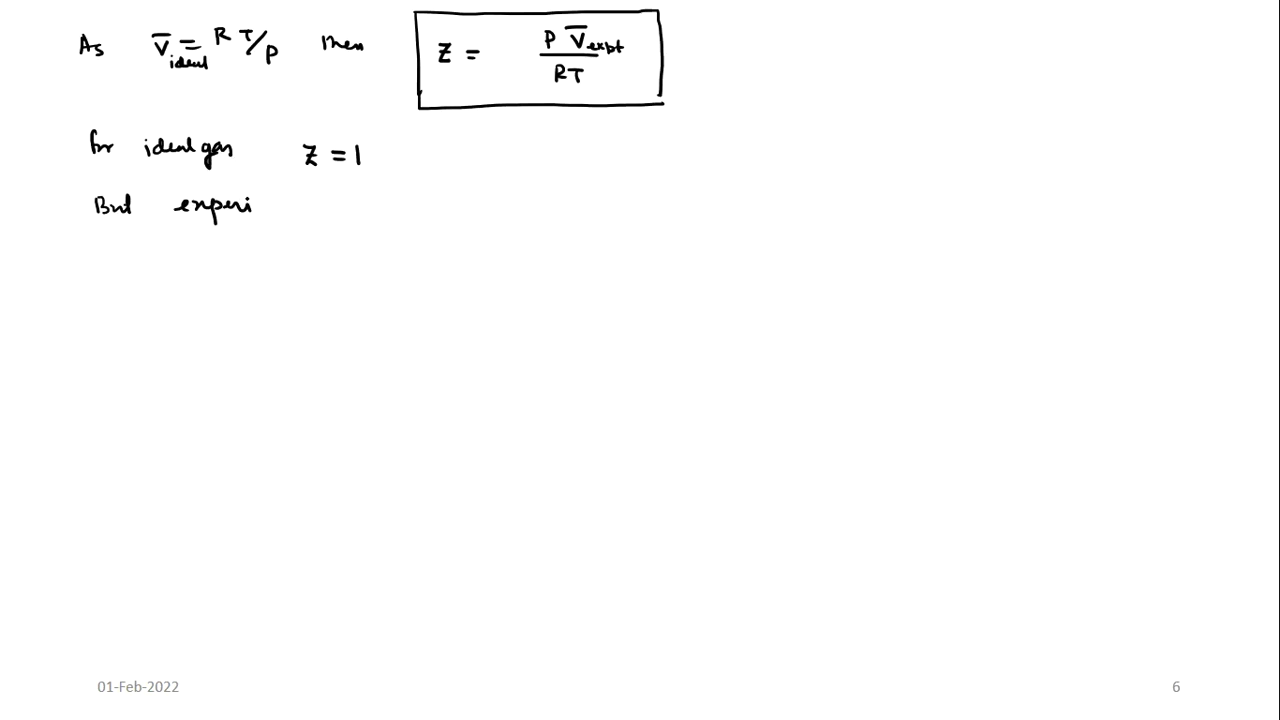 As V̅ideal = RT/P then Z = P V̅expt / RT
for ideal gas Z = 1
But experi
01-Feb-2022 6